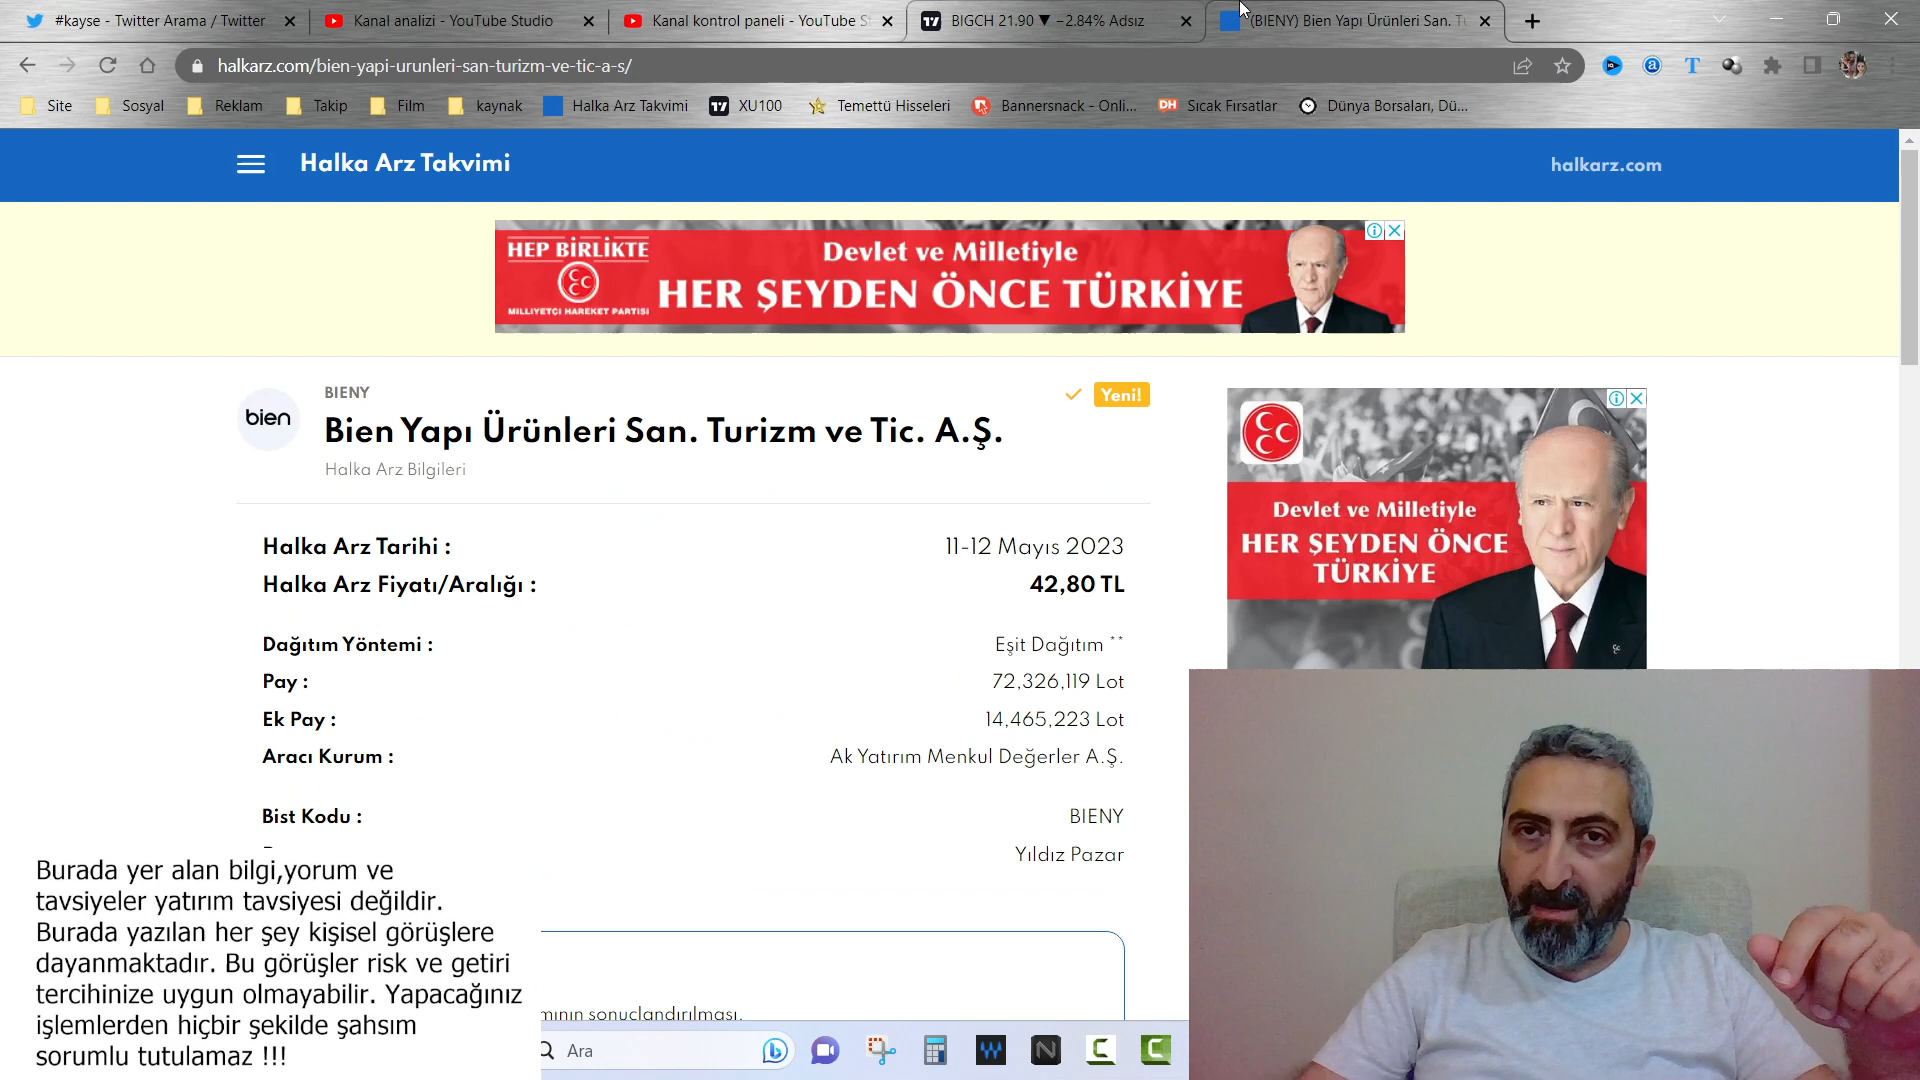 #kayse - Twitter Arama / Twitter
Kanal analizi - YouTube Studio
Kanal kontrol paneli - YouTube S
BIGCH 21.90 ▼ −2.84% Adsız
(BIENY) Bien Yapı Ürünleri San. Tu
halkarz.com/bien-yapi-urunleri-san-turizm-ve-tic-a-s/
Site
Sosyal
Reklam
Takip
Film
kaynak
Halka Arz Takvimi
XU100
Temettü Hisseleri
Bannersnack - Onli...
DH Sıcak Fırsatlar
Dünya Borsaları, Dü...
Halka Arz Takvimi
halkarz.com
HEP BİRLİKTE
MİLLİYETÇİ HAREKET PARTİSİ
Devlet ve Milletiyle
HER ŞEYDEN ÖNCE TÜRKİYE
bien
BIENY
Yeni!
Bien Yapı Ürünleri San. Turizm ve Tic. A.Ş.
Halka Arz Bilgileri
Halka Arz Tarihi : 11-12 Mayıs 2023
Halka Arz Fiyatı/Aralığı : 42,80 TL
Dağıtım Yöntemi : Eşit Dağıtım **
Pay : 72,326,119 Lot
Ek Pay : 14,465,223 Lot
Aracı Kurum : Ak Yatırım Menkul Değerler A.Ş.
Bist Kodu : BIENY
Yıldız Pazar
Devlet ve Milletiyle
HER ŞEYDEN ÖNCE
TÜRKİYE
Burada yer alan bilgi,yorum ve
tavsiyeler yatırım tavsiyesi değildir.
Burada yazılan her şey kişisel görüşlere
dayanmaktadır. Bu görüşler risk ve getiri
tercihinize uygun olmayabilir. Yapacağınız
işlemlerden hiçbir şekilde şahsım
sorumlu tutulamaz !!!
sonuçlandırılması.
Ara